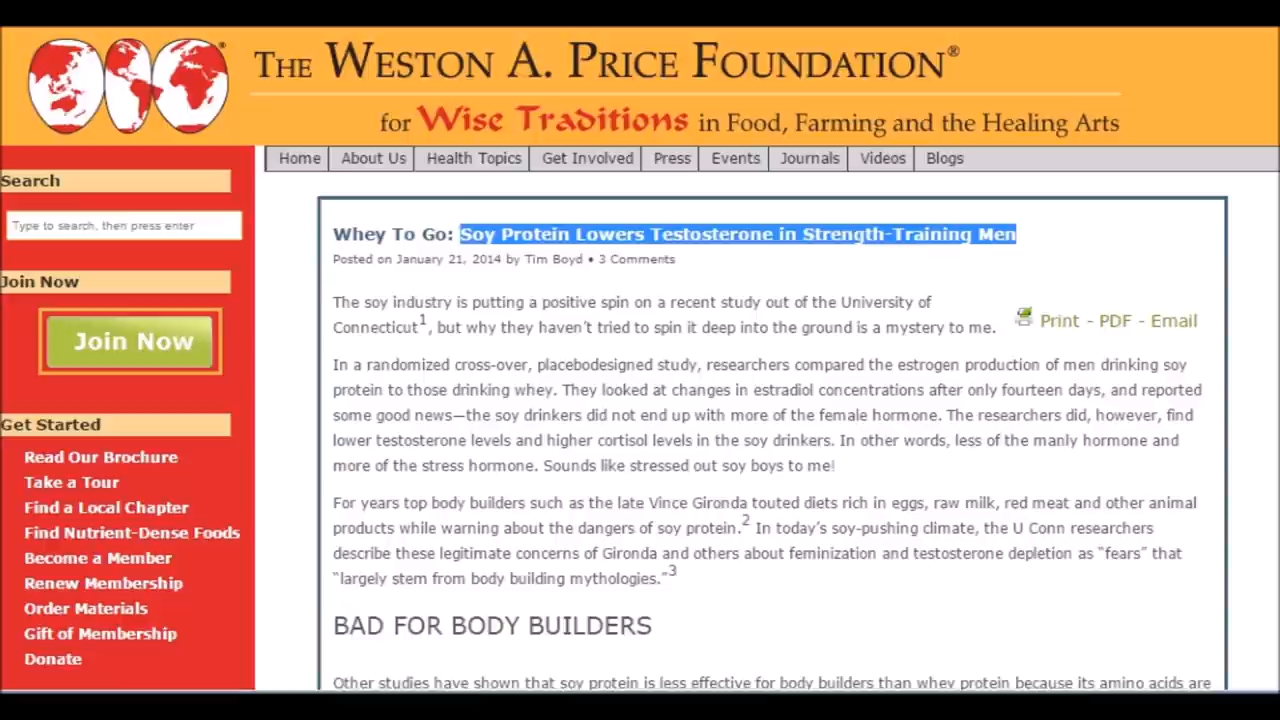 THE WESTON A. PRICE FOUNDATION®
for Wise Traditions in Food, Farming and the Healing Arts
Home About Us Health Topics Get Involved Press Events Journals Videos Blogs
Search
Type to search, then press enter
Join Now
Join Now
Get Started
Read Our Brochure
Take a Tour
Find a Local Chapter
Find Nutrient-Dense Foods
Become a Member
Renew Membership
Order Materials
Gift of Membership
Donate
Whey To Go: Soy Protein Lowers Testosterone in Strength-Training Men
Posted on January 21, 2014 by Tim Boyd • 3 Comments
Print - PDF - Email
The soy industry is putting a positive spin on a recent study out of the University of
Connecticut1, but why they haven't tried to spin it deep into the ground is a mystery to me.
In a randomized cross-over, placebodesigned study, researchers compared the estrogen production of men drinking soy
protein to those drinking whey. They looked at changes in estradiol concentrations after only fourteen days, and reported
some good news—the soy drinkers did not end up with more of the female hormone. The researchers did, however, find
lower testosterone levels and higher cortisol levels in the soy drinkers. In other words, less of the manly hormone and
more of the stress hormone. Sounds like stressed out soy boys to me!
For years top body builders such as the late Vince Gironda touted diets rich in eggs, raw milk, red meat and other animal
products while warning about the dangers of soy protein.2 In today's soy-pushing climate, the U Conn researchers
describe these legitimate concerns of Gironda and others about feminization and testosterone depletion as "fears" that
"largely stem from body building mythologies."3
BAD FOR BODY BUILDERS
Other studies have shown that soy protein is less effective for body builders than whey protein because its amino acids are